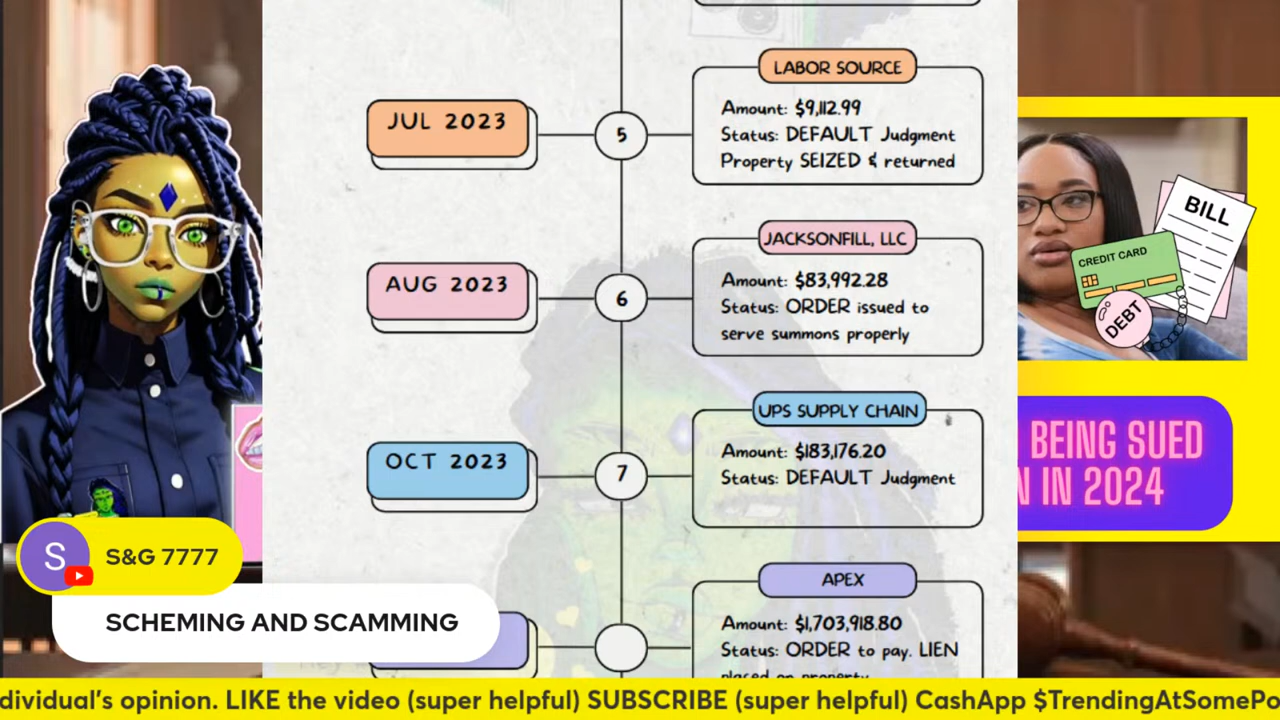 LABOR SOURCE
JUL 2023
5
Amount: $9,112.99
Status: DEFAULT Judgment
Property SEIZED & returned
JACKSONFILL, LLC
AUG 2023
6
Amount: $83,992.28
Status: ORDER issued to
serve summons properly
UPS SUPPLY CHAIN
OCT 2023
7
Amount: $183,176.20
Status: DEFAULT Judgment
APEX
Amount: $1,703,918.80
Status: ORDER to pay. LIEN
placed on property
BILL
CREDIT CARD
DEBT
BEING SUED
N IN 2024
S
S&G 7777
SCHEMING AND SCAMMING
dividual's opinion. LIKE the video (super helpful) SUBSCRIBE (super helpful) CashApp $TrendingAtSomePo